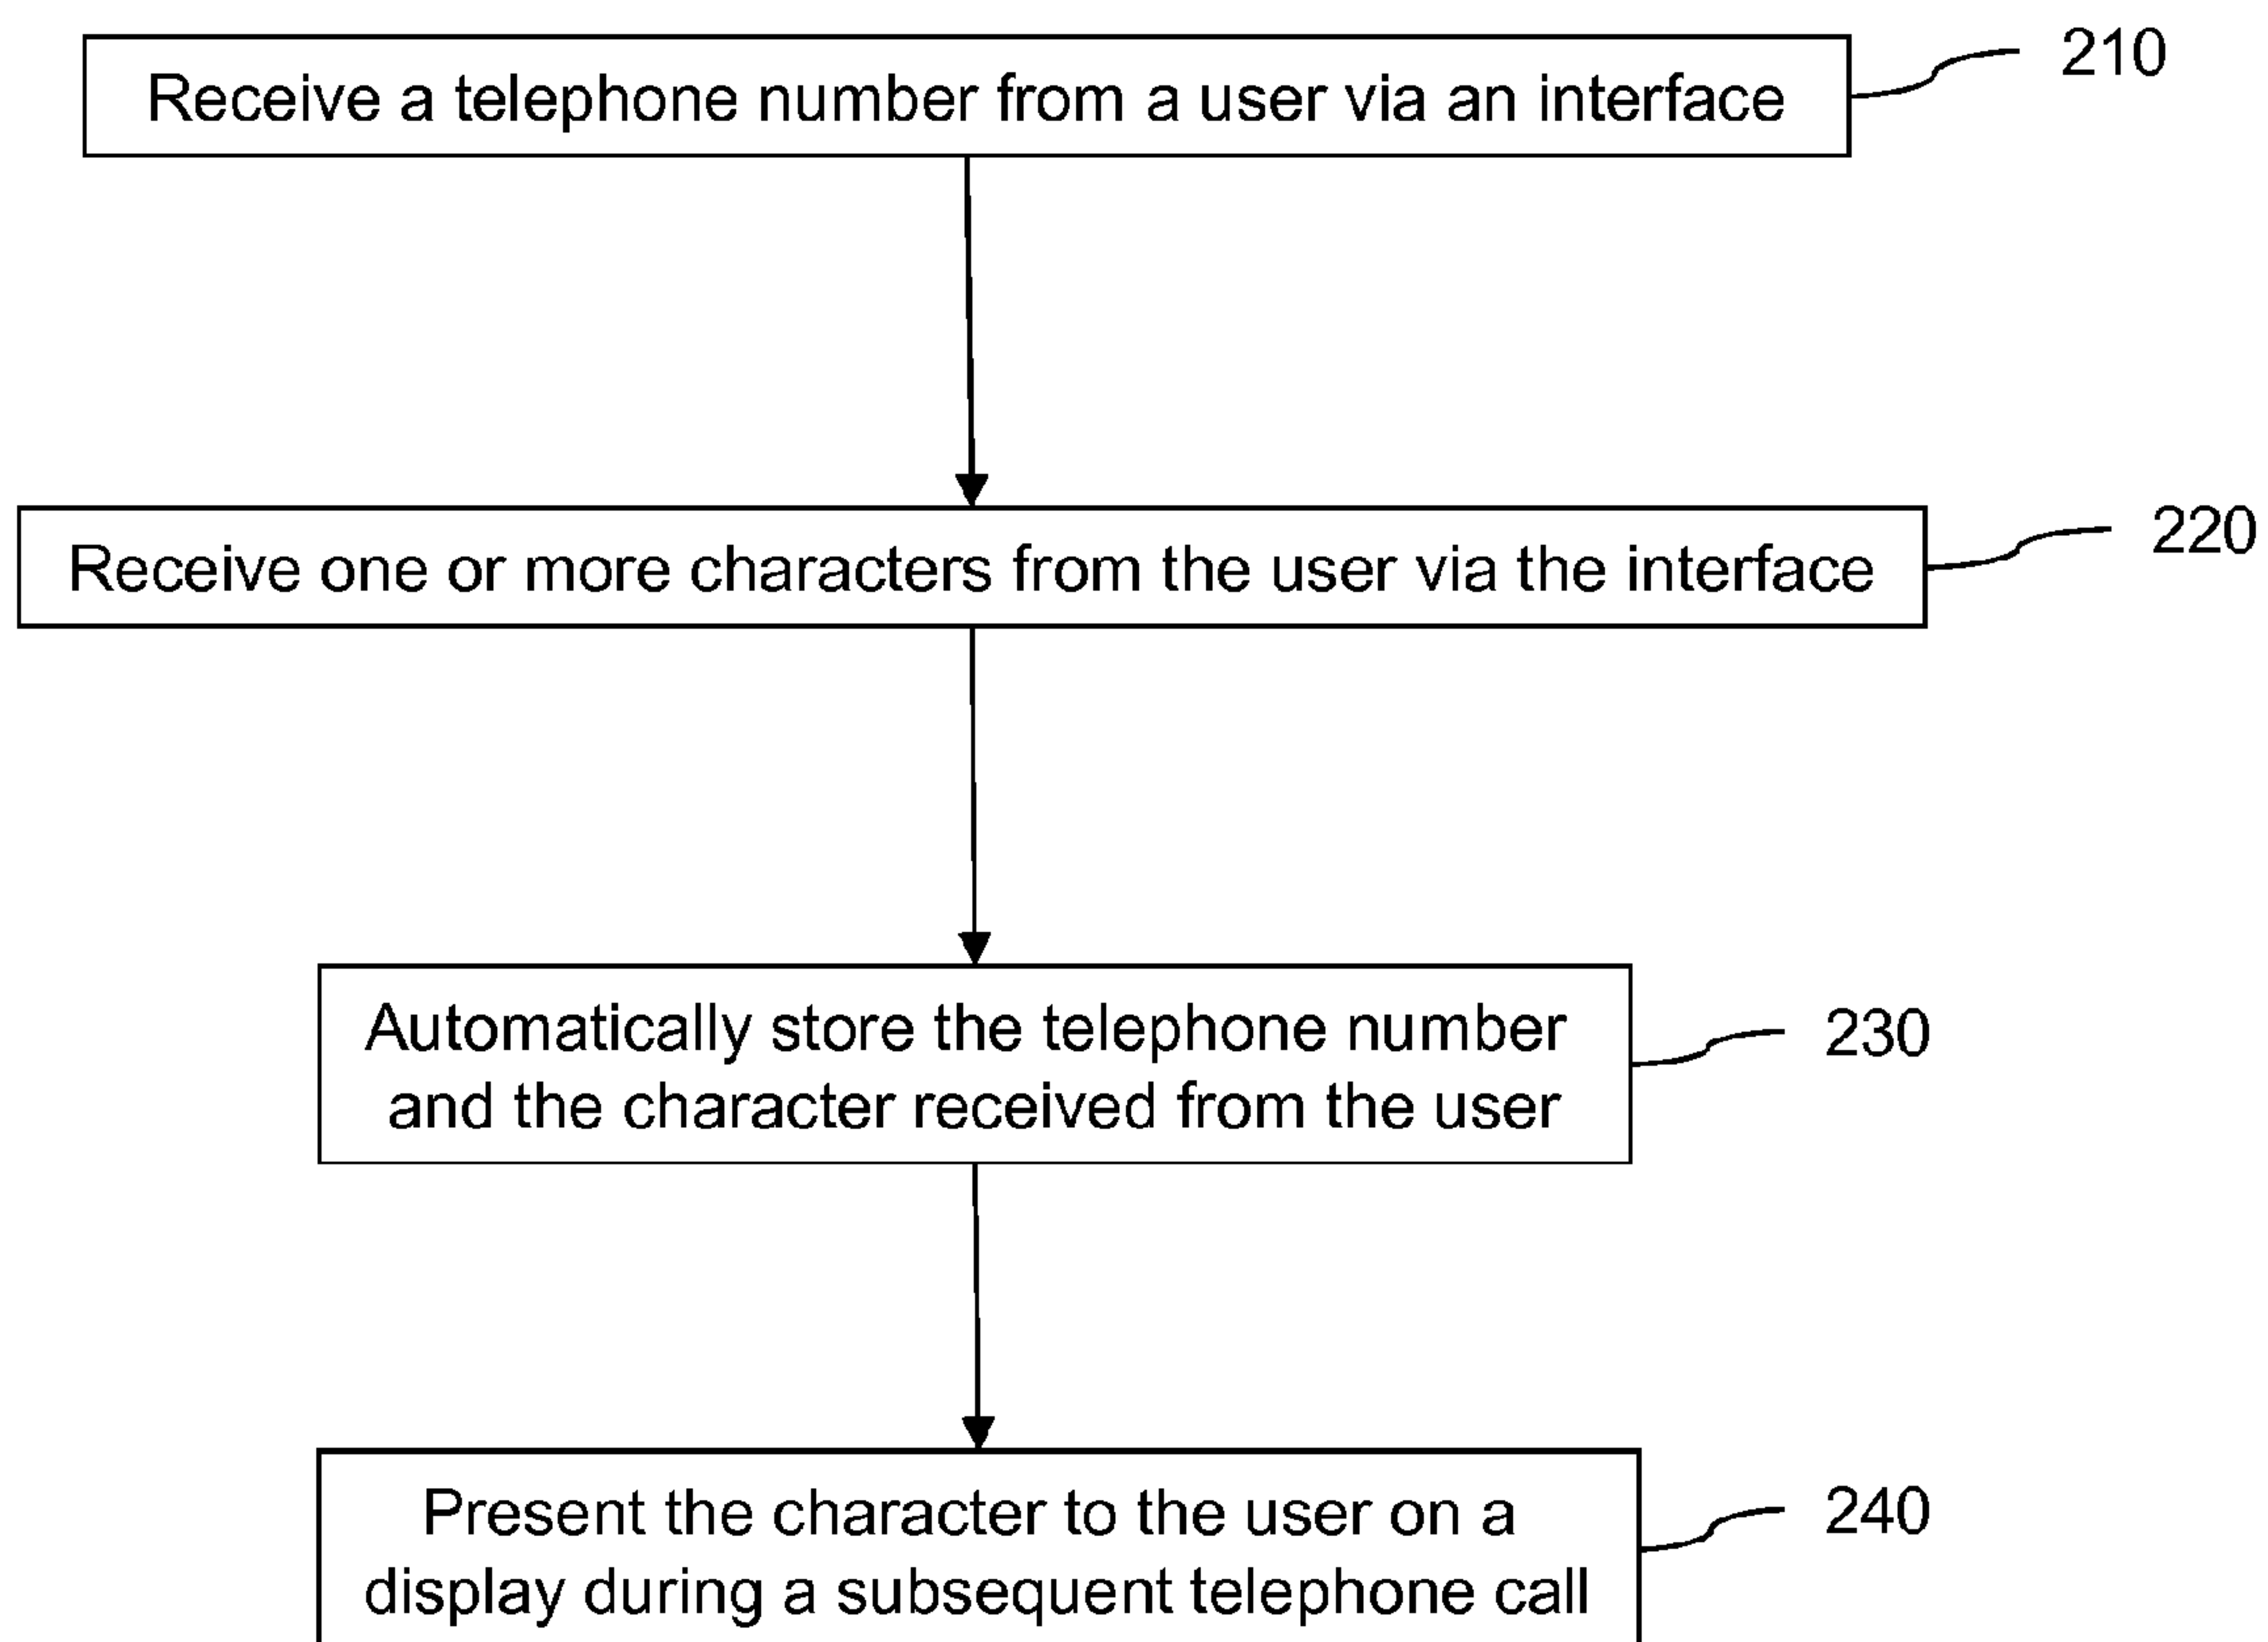 Receive a telephone number from a user via an interface
210
Receive one or more characters from the user via the interface
220
Automatically store the telephone number
and the character received from the user
230
Present the character to the user on a
display during a subsequent telephone call
240